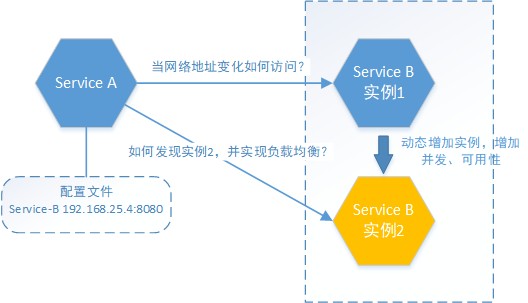 Service A
当网络地址变化如何访问？
Service B
实例1
如何发现实例2，并实现负载均衡？
动态增加实例，增加
并发、可用性
配置文件
Service-B 192.168.25.4:8080
Service B
实例2